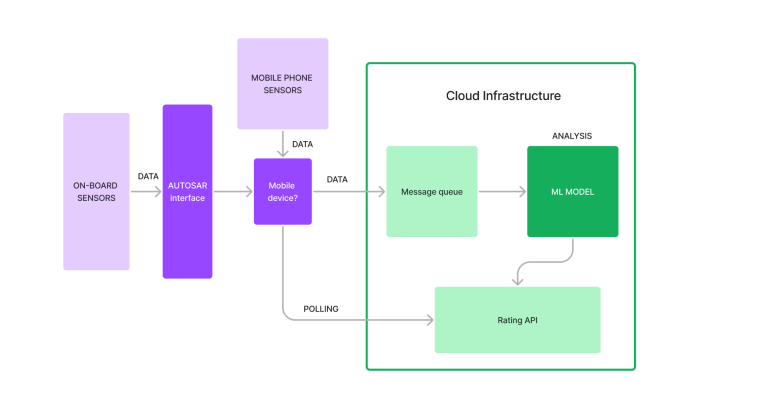 MOBILE PHONE
SENSORS
DATA
Cloud Infrastructure
ANALYSIS
ON-BOARD
SENSORS
DATA
AUTOSAR
interface
Mobile
device?
DATA
Message queue
ML MODEL
POLLING
Rating API